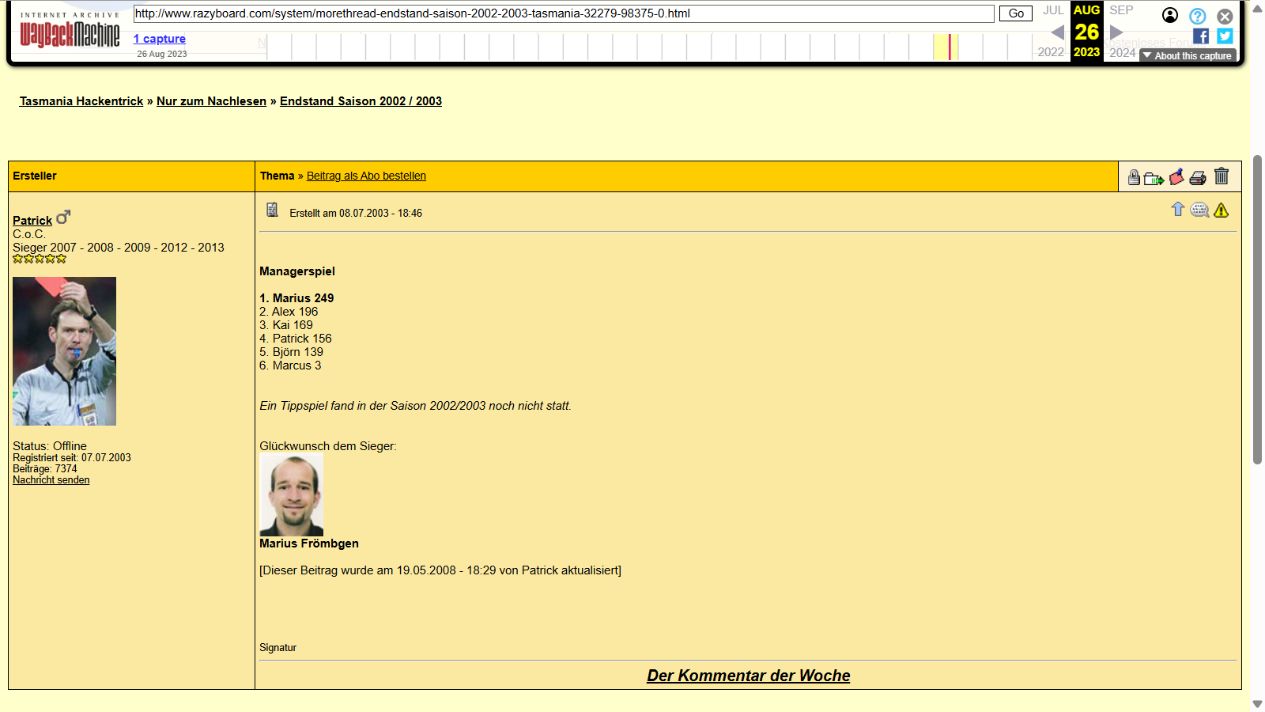 INTERNET ARCHIVE
WayBackMachine
http://www.razyboard.com/system/morethread-endstand-saison-2002-2003-tasmania-32279-98375-0.html
Go
JUL
AUG
SEP
1 capture
26 Aug 2023
26
2022
2023
2024
About this capture
Tasmania Hackentrick » Nur zum Nachlesen » Endstand Saison 2002 / 2003
Ersteller
Thema » Beitrag als Abo bestellen
Patrick
C.o.C.
Sieger 2007 - 2008 - 2009 - 2012 - 2013
Status: Offline
Registriert seit: 07.07.2003
Beiträge: 7374
Nachricht senden
Erstellt am 08.07.2003 - 18:46
Managerspiel
1. Marius 249
2. Alex 196
3. Kai 169
4. Patrick 156
5. Björn 139
6. Marcus 3
Ein Tippspiel fand in der Saison 2002/2003 noch nicht statt.
Glückwunsch dem Sieger:
Marius Frömbgen
[Dieser Beitrag wurde am 19.05.2008 - 18:29 von Patrick aktualisiert]
Signatur
Der Kommentar der Woche